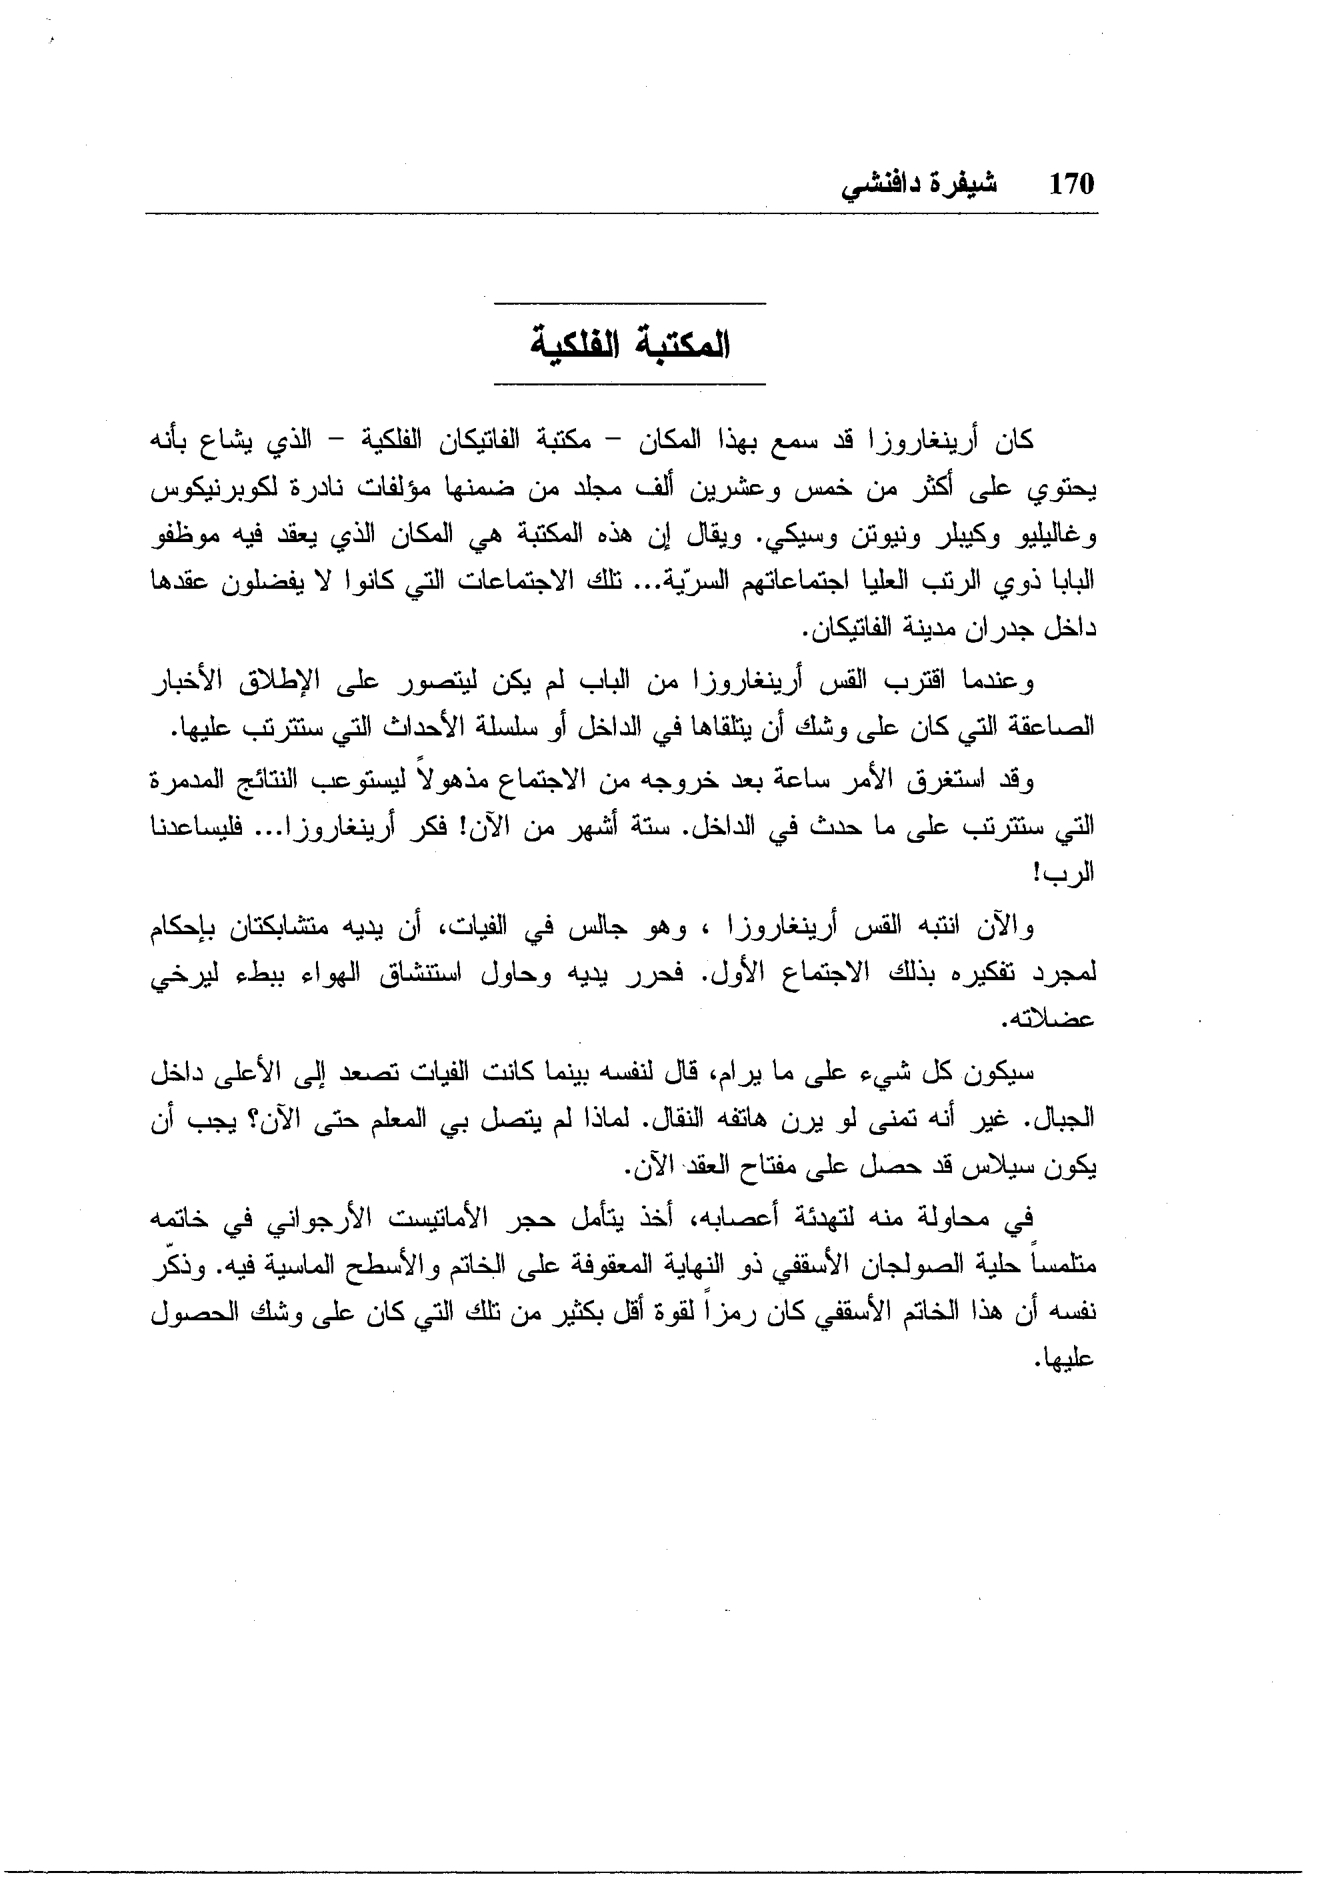 170 شيفرة دافنشي
المكتبة الفلكية
كان أرينغاروزا قد سمع بهذا المكان – مكتبة الفاتيكان الفلكية – الذي يشاع بأنه
يحتوي على أكثر من خمس وعشرين ألف مجلد من ضمنها مؤلفات نادرة لكوبرنيكوس
وغاليليو وكيبلر ونيوتن وسيكي. ويقال إن هذه المكتبة هي المكان الذي يعقد فيه موظفو
البابا ذوي الرتب العليا اجتماعاتهم السريّة... تلك الاجتماعات التي كانوا لا يفضلون عقدها
داخل جدران مدينة الفاتيكان.
وعندما اقترب القس أرينغاروزا من الباب لم يكن ليتصور على الإطلاق الأخبار
الصاعقة التي كان على وشك أن يتلقاها في الداخل أو سلسلة الأحداث التي ستترتب عليها.
وقد استغرق الأمر ساعة بعد خروجه من الاجتماع مذهولاً ليستوعب النتائج المدمرة
التي ستترتب على ما حدث في الداخل. ستة أشهر من الآن! فكر أرينغاروزا... فليساعدنا
الرب!
والآن انتبه القس أرينغاروزا ، وهو جالس في الفيات، أن يديه متشابكتان بإحكام
لمجرد تفكيره بذلك الاجتماع الأول. فحرر يديه وحاول استنشاق الهواء ببطء ليرخي
عضلاته.
سيكون كل شيء على ما يرام، قال لنفسه بينما كانت الفيات تصعد إلى الأعلى داخل
الجبال. غير أنه تمنى لو يرن هاتفه النقال. لماذا لم يتصل بي المعلم حتى الآن؟ يجب أن
يكون سيلاس قد حصل على مفتاح العقد الآن.
في محاولة منه لتهدئة أعصابه، أخذ يتأمل حجر الأماتيست الأرجواني في خاتمه
متلمساً حلية الصولجان الأسقفي ذو النهاية المعقوفة على الخاتم والأسطح الماسية فيه. وذكّر
نفسه أن هذا الخاتم الأسقفي كان رمزاً لقوة أقل بكثير من تلك التي كان على وشك الحصول
عليها.